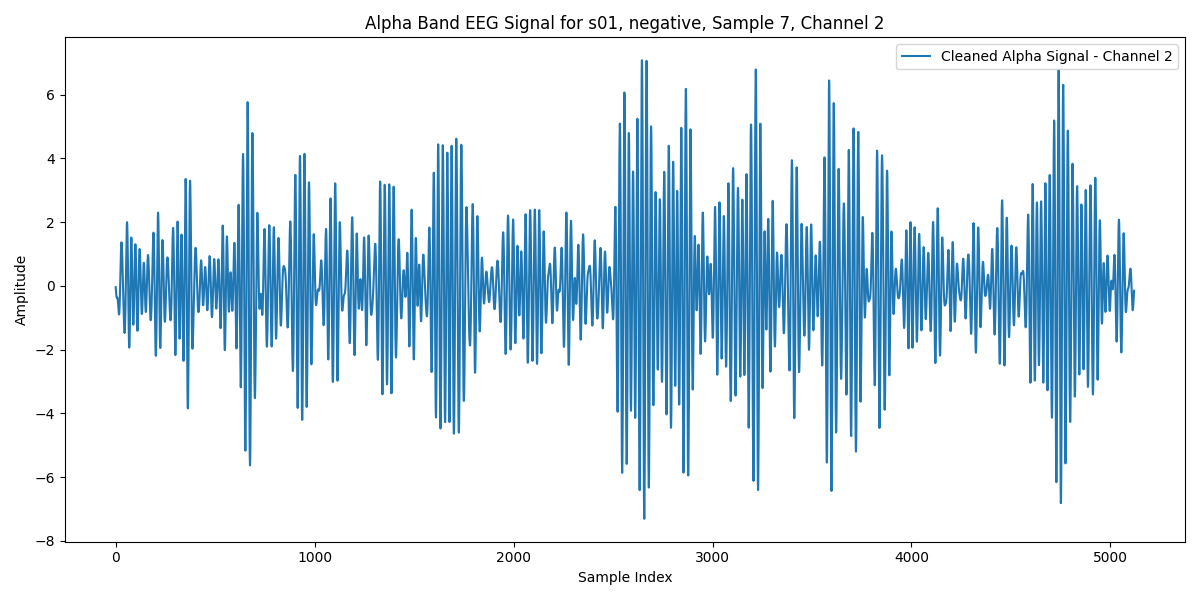 Alpha Band EEG Signal for s01, negative, Sample 7, Channel 2
Cleaned Alpha Signal - Channel 2
Amplitude
6
4
2
0
−2
−4
−6
−8
0 1000 2000 3000 4000 5000
Sample Index